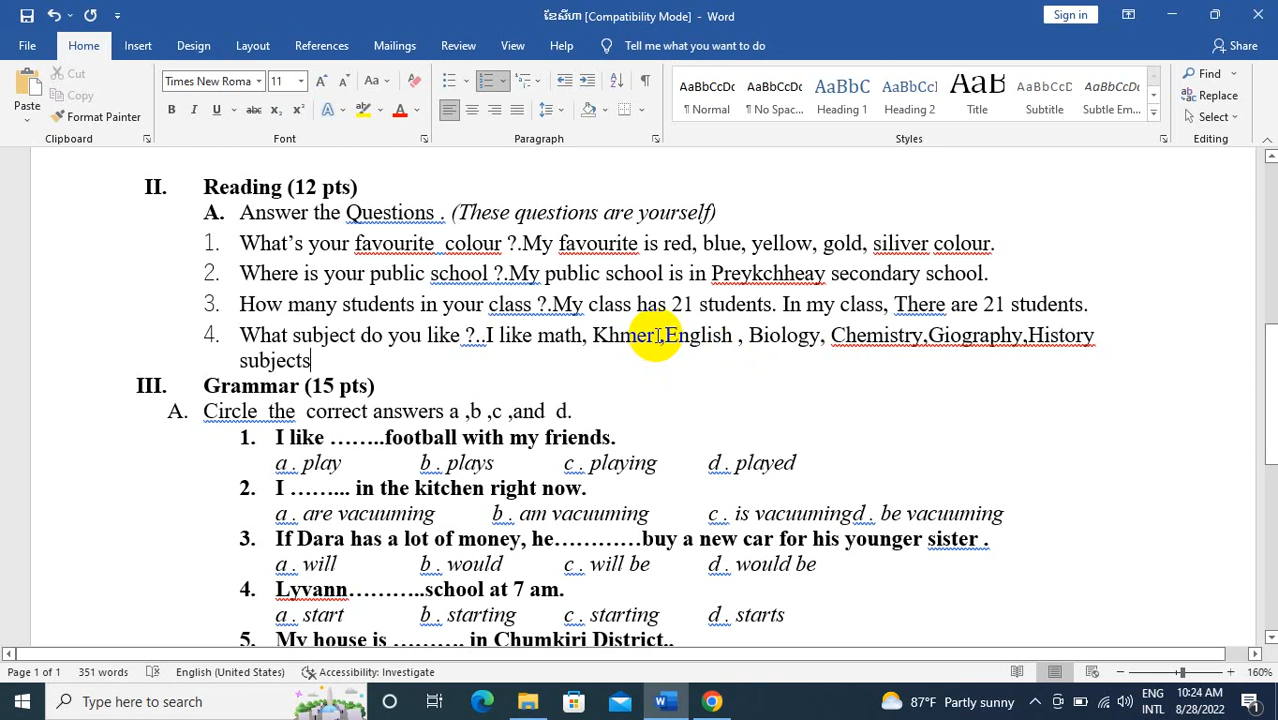 ខែសីហា [Compatibility Mode] - Word
Sign in
File Home Insert Design Layout References Mailings Review View Help Tell me what you want to do Share
Paste Cut Copy Format Painter Clipboard
Times New Roma 11 Aa A A
B I U abc A A Font
Paragraph
AaBbCcDc AaBbCcDc AaBbC AaBbCc AaB AaBbCcD AaBbCcDc
¶ Normal ¶ No Spac... Heading 1 Heading 2 Title Subtitle Subtle Em...
Styles
Find Replace Select Editing
II. Reading (12 pts)
A. Answer the Questions . (These questions are yourself)
1. What’s your favourite colour ?.My favourite is red, blue, yellow, gold, siliver colour.
2. Where is your public school ?.My public school is in Preykchheay secondary school.
3. How many students in your class ?.My class has 21 students. In my class, There are 21 students.
4. What subject do you like ?..I like math, Khmer ,English , Biology, Chemistry,Giography,History
subjects
III. Grammar (15 pts)
A. Circle the correct answers a ,b ,c ,and d.
1. I like ……..football with my friends.
a . play b . plays c . playing d . played
2. I ……... in the kitchen right now.
a . are vacuuming b . am vacuuming c . is vacuumingd . be vacuuming
3. If Dara has a lot of money, he…………buy a new car for his younger sister .
a . will b . would c . will be d . would be
4. Lyvann………..school at 7 am.
a . start b . starting c . starting d . starts
5. My house is ………. in Chumkiri District..
Page 1 of 1 351 words English (United States) Accessibility: Investigate 160%
Type here to search 87°F Partly sunny ENG INTL 10:24 AM 8/28/2022 1